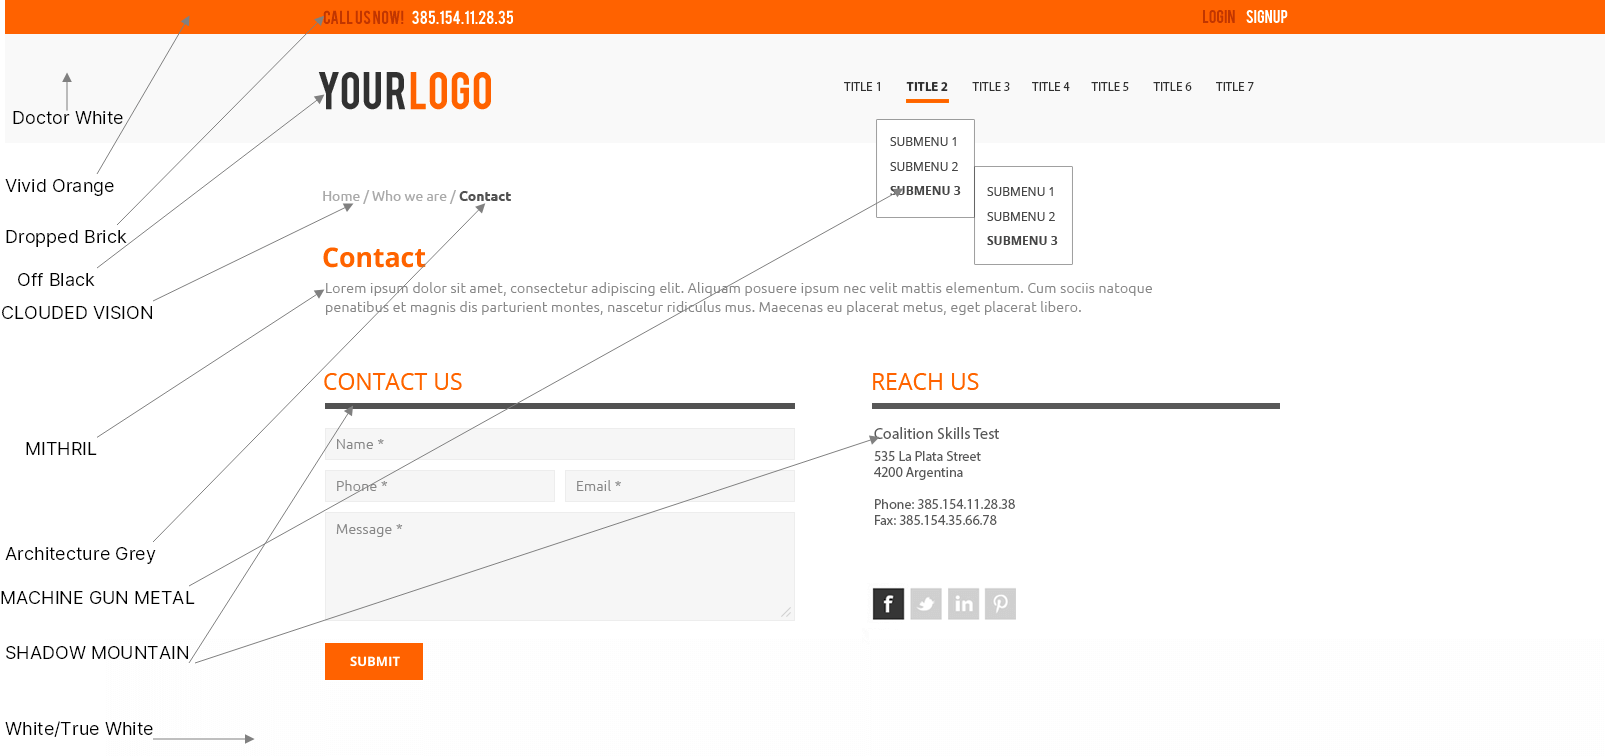 CALL US NOW! 385.154.11.28.35
LOGIN SIGNUP
YOURLOGO
TITLE 1 TITLE 2 TITLE 3 TITLE 4 TITLE 5 TITLE 6 TITLE 7
Doctor White
SUBMENU 1
SUBMENU 2
SUBMENU 3
SUBMENU 1
SUBMENU 2
SUBMENU 3
Vivid Orange
Home / Who we are / Contact
Dropped Brick
Contact
Off Black
Lorem ipsum dolor sit amet, consectetur adipiscing elit. Aliquam posuere ipsum nec velit mattis elementum. Cum sociis natoque
penatibus et magnis dis parturient montes, nascetur ridiculus mus. Maecenas eu placerat metus, eget placerat libero.
CLOUDED VISION
CONTACT US
REACH US
MITHRIL
Name *
Phone *
Email *
Message *
Coalition Skills Test
535 La Plata Street
4200 Argentina
Phone: 385.154.11.28.38
Fax: 385.154.35.66.78
Architecture Grey
MACHINE GUN METAL
f
in
SHADOW MOUNTAIN
SUBMIT
White/True White